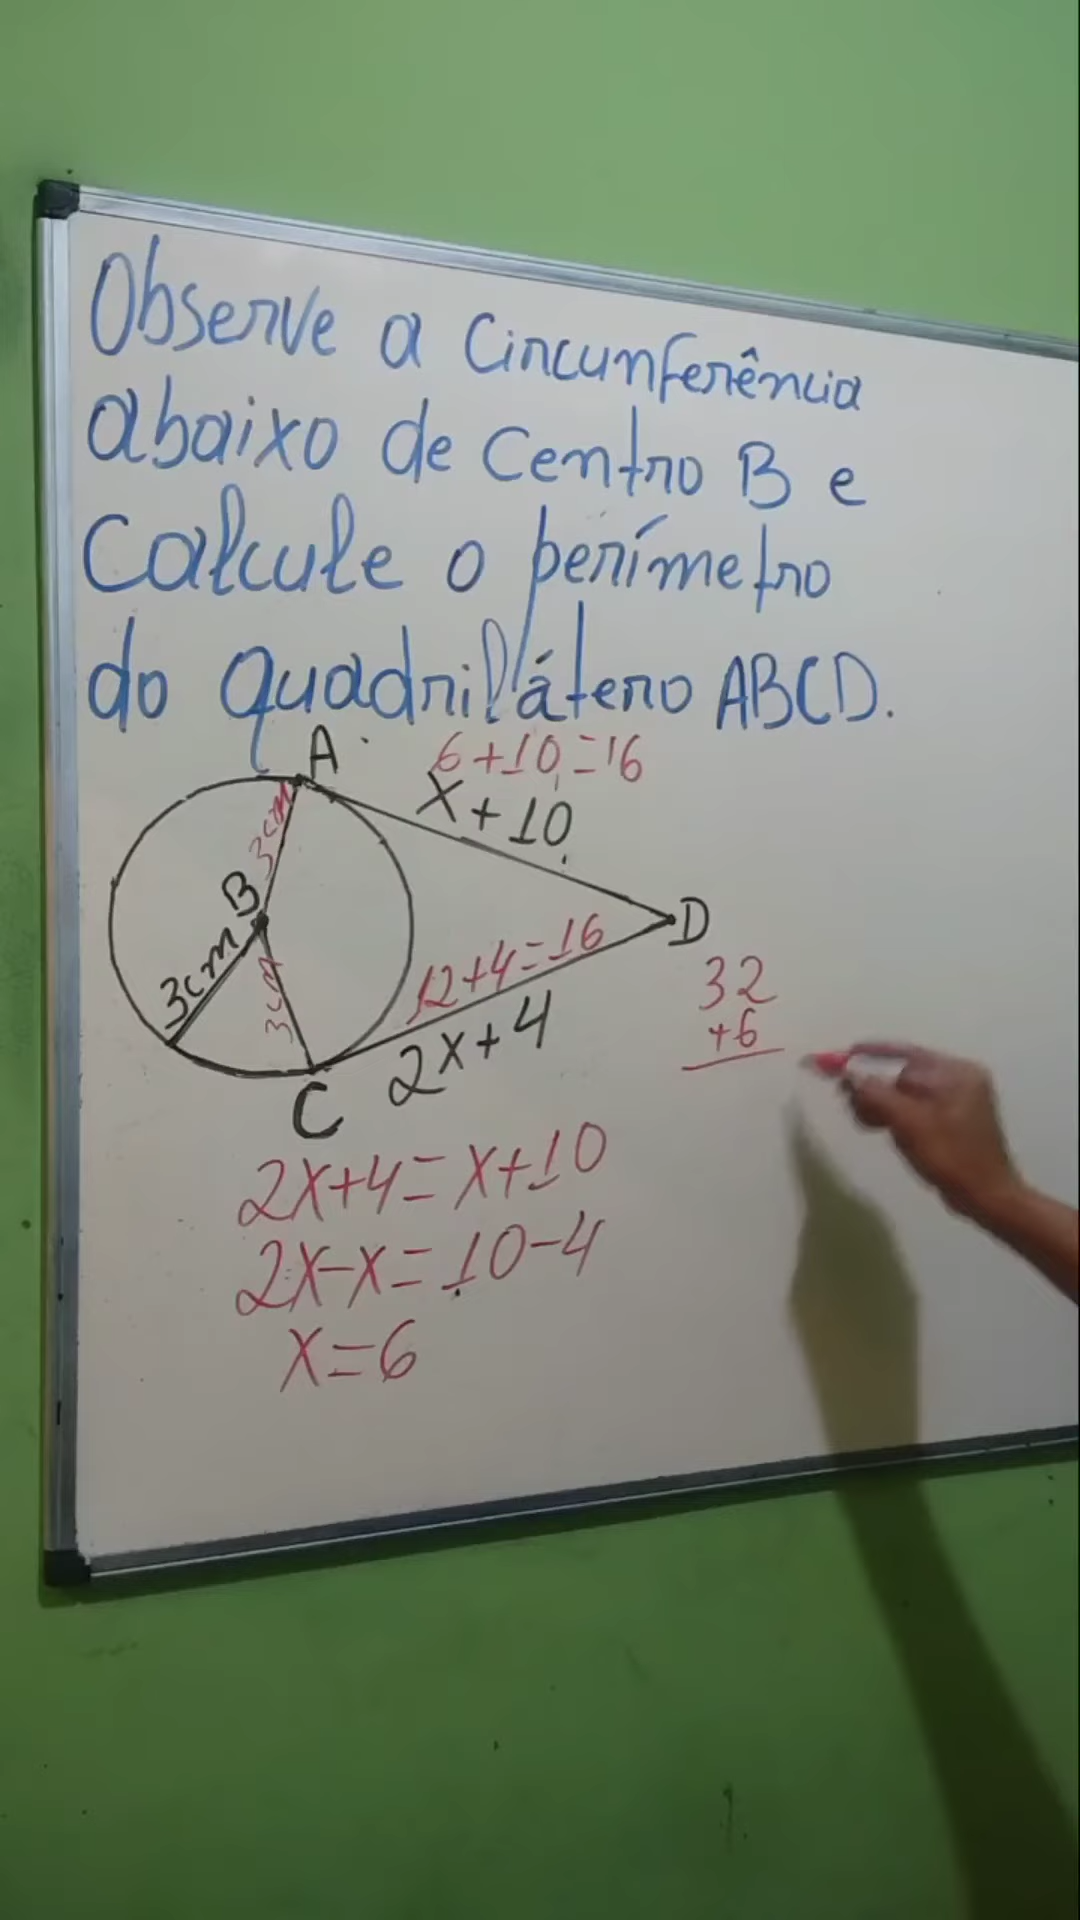 Observe a Circunferência
abaixo de Centro B e
Calcule o perímetro
do quadrilátero ABCD.
A
6+10=16
x+10
B
3cm
3cm
3cm
D
12+4=16
2x+4
C
32
+6
2x+4=x+10
2x-x=10-4
x=6